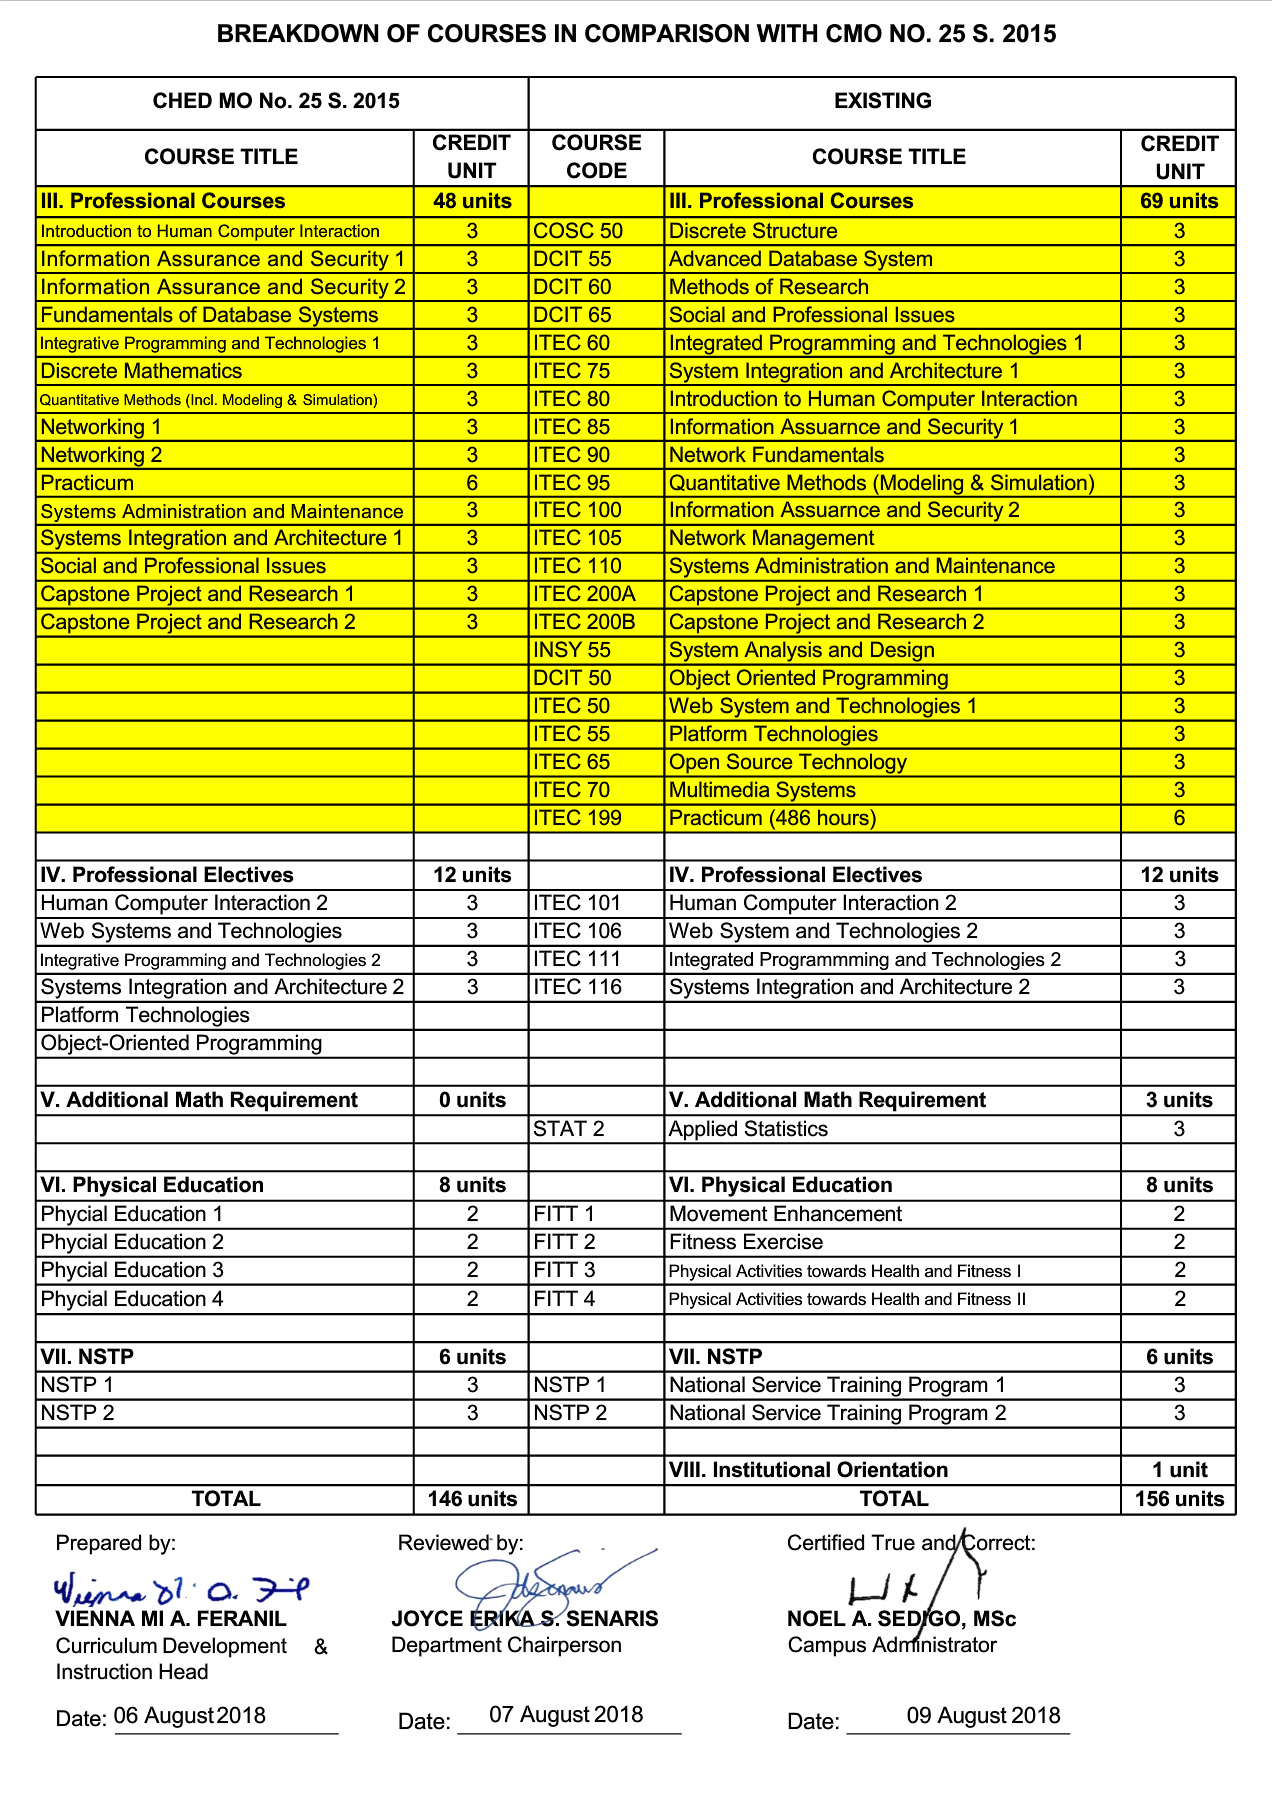 BREAKDOWN OF COURSES IN COMPARISON WITH CMO NO. 25 S. 2015
CHED MO No. 25 S. 2015 EXISTING
COURSE TITLE CREDIT UNIT COURSE CODE COURSE TITLE CREDIT UNIT
III. Professional Courses 48 units III. Professional Courses 69 units
Introduction to Human Computer Interaction 3 COSC 50 Discrete Structure 3
Information Assurance and Security 1 3 DCIT 55 Advanced Database System 3
Information Assurance and Security 2 3 DCIT 60 Methods of Research 3
Fundamentals of Database Systems 3 DCIT 65 Social and Professional Issues 3
Integrative Programming and Technologies 1 3 ITEC 60 Integrated Programming and Technologies 1 3
Discrete Mathematics 3 ITEC 75 System Integration and Architecture 1 3
Quantitative Methods (Incl. Modeling & Simulation) 3 ITEC 80 Introduction to Human Computer Interaction 3
Networking 1 3 ITEC 85 Information Assuarnce and Security 1 3
Networking 2 3 ITEC 90 Network Fundamentals 3
Practicum 6 ITEC 95 Quantitative Methods (Modeling & Simulation) 3
Systems Administration and Maintenance 3 ITEC 100 Information Assuarnce and Security 2 3
Systems Integration and Architecture 1 3 ITEC 105 Network Management 3
Social and Professional Issues 3 ITEC 110 Systems Administration and Maintenance 3
Capstone Project and Research 1 3 ITEC 200A Capstone Project and Research 1 3
Capstone Project and Research 2 3 ITEC 200B Capstone Project and Research 2 3
INSY 55 System Analysis and Design 3
DCIT 50 Object Oriented Programming 3
ITEC 50 Web System and Technologies 1 3
ITEC 55 Platform Technologies 3
ITEC 65 Open Source Technology 3
ITEC 70 Multimedia Systems 3
ITEC 199 Practicum (486 hours) 6
IV. Professional Electives 12 units IV. Professional Electives 12 units
Human Computer Interaction 2 3 ITEC 101 Human Computer Interaction 2 3
Web Systems and Technologies 3 ITEC 106 Web System and Technologies 2 3
Integrative Programming and Technologies 2 3 ITEC 111 Integrated Programmming and Technologies 2 3
Systems Integration and Architecture 2 3 ITEC 116 Systems Integration and Architecture 2 3
Platform Technologies
Object-Oriented Programming
V. Additional Math Requirement 0 units V. Additional Math Requirement 3 units
STAT 2 Applied Statistics 3
VI. Physical Education 8 units VI. Physical Education 8 units
Phycial Education 1 2 FITT 1 Movement Enhancement 2
Phycial Education 2 2 FITT 2 Fitness Exercise 2
Phycial Education 3 2 FITT 3 Physical Activities towards Health and Fitness I 2
Phycial Education 4 2 FITT 4 Physical Activities towards Health and Fitness II 2
VII. NSTP 6 units VII. NSTP 6 units
NSTP 1 3 NSTP 1 National Service Training Program 1 3
NSTP 2 3 NSTP 2 National Service Training Program 2 3
VIII. Institutional Orientation 1 unit
TOTAL 146 units TOTAL 156 units
Prepared by: Reviewed by: Certified True and Correct:
VIENNA MI A. FERANIL JOYCE ERIKA S. SENARIS NOEL A. SEDIGO, MSc
Curriculum Development & Department Chairperson Campus Administrator
Instruction Head
Date: 06 August 2018 Date: 07 August 2018 Date: 09 August 2018